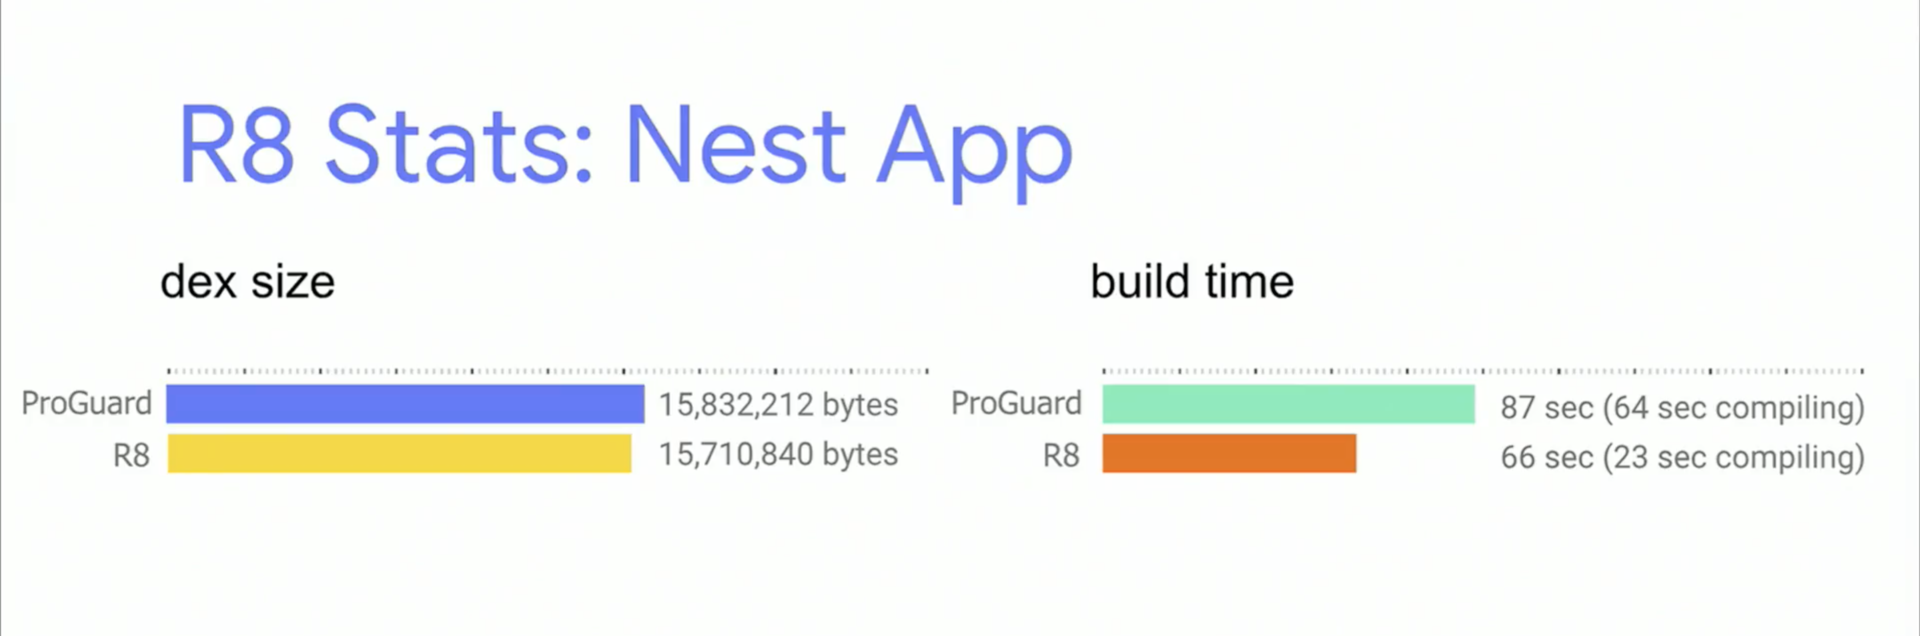 R8 Stats: Nest App
dex size
ProGuard 15,832,212 bytes
R8 15,710,840 bytes
build time
ProGuard 87 sec (64 sec compiling)
R8 66 sec (23 sec compiling)